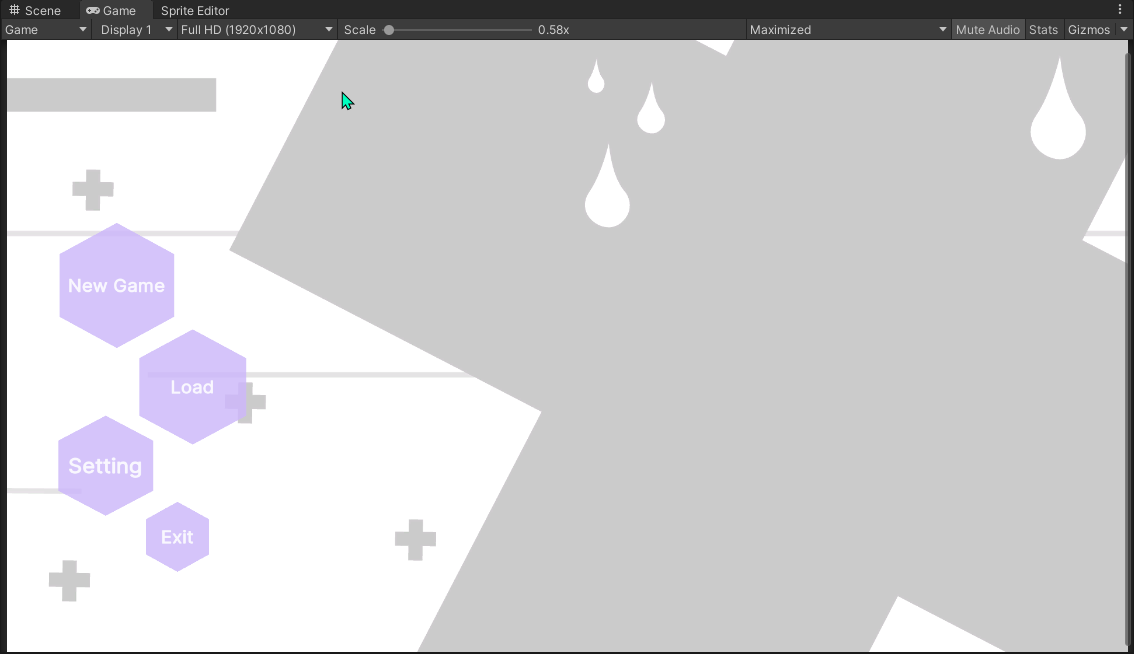 Scene Game Sprite Editor
Game Display 1 Full HD (1920x1080) Scale 0.58x Maximized Mute Audio Stats Gizmos
New Game
Load
Setting
Exit